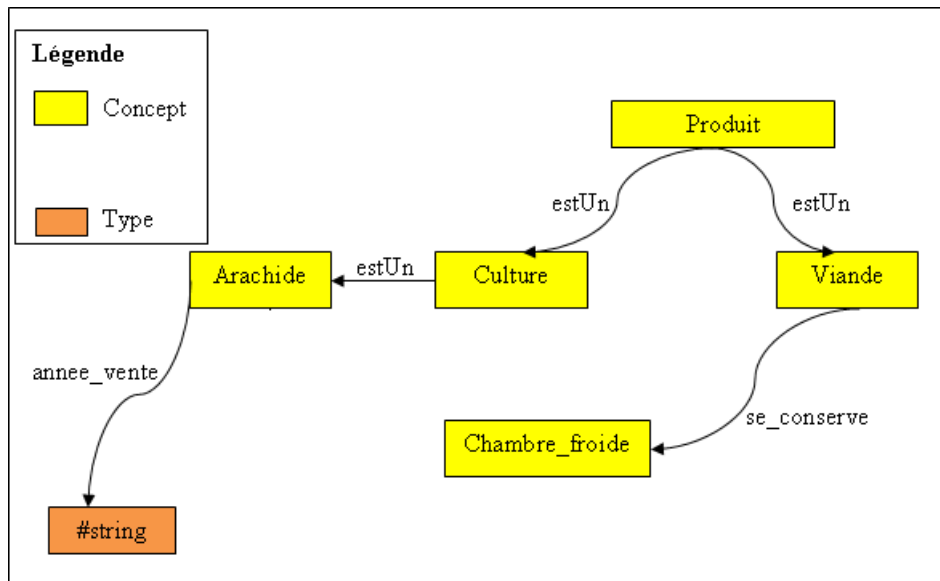 Légende
Concept
Type
Produit
estUn
estUn
Arachide
estUn
Culture
Viande
annee_vente
se_conserve
Chambre_froide
#string